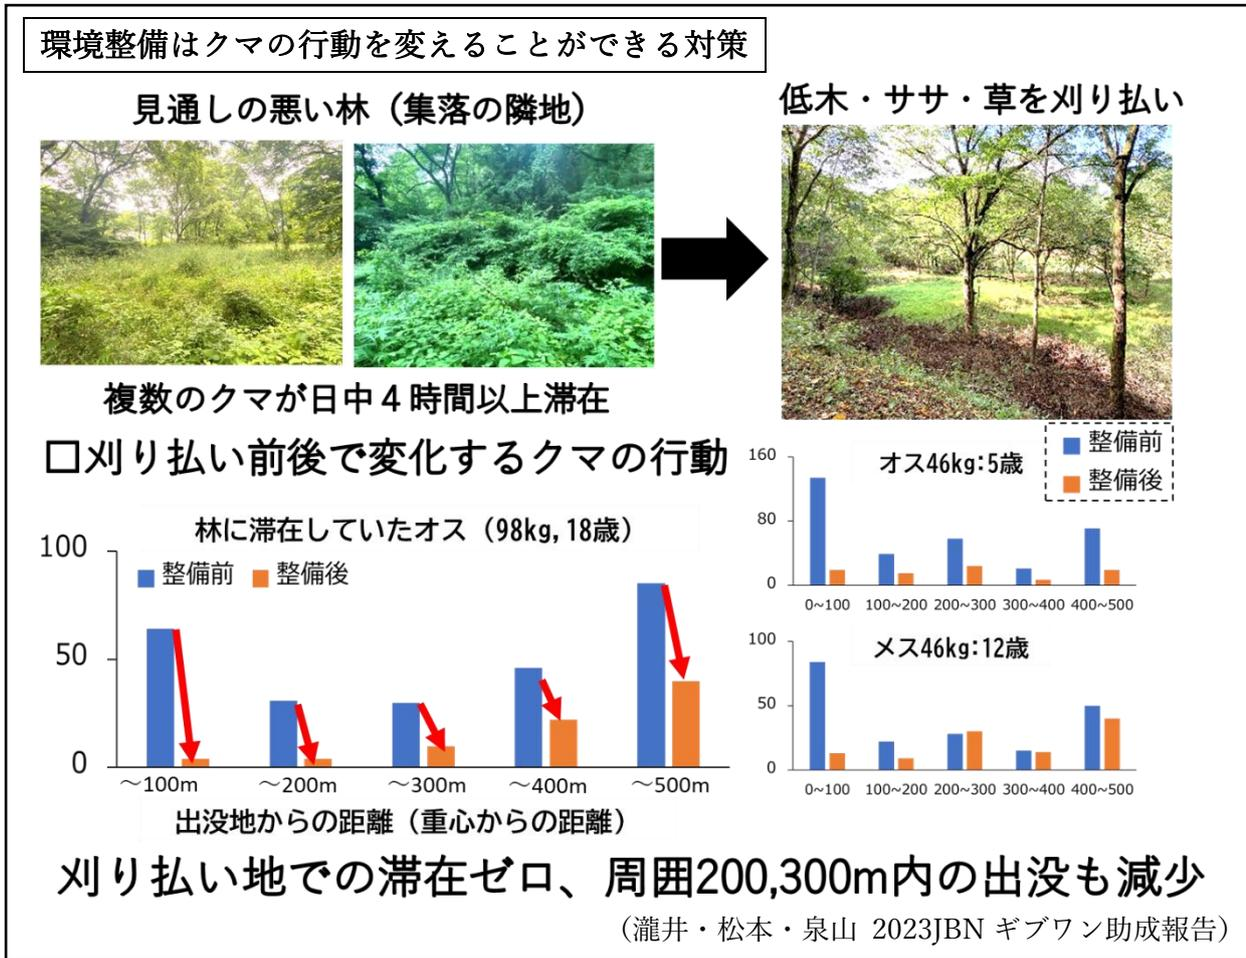 環境整備はクマの行動を変えることができる対策
見通しの悪い林（集落の隣地）
低木・ササ・草を刈り払い
複数のクマが日中４時間以上滞在
□刈り払い前後で変化するクマの行動
林に滞在していたオス（98kg, 18歳）
整備前
整備後
100
50
0
～100m
～200m
～300m
～400m
～500m
出没地からの距離（重心からの距離）
整備前
整備後
オス46kg:5歳
160
80
0
0~100
100~200
200~300
300~400
400~500
メス46kg:12歳
100
50
0
0~100
100~200
200~300
300~400
400~500
刈り払い地での滞在ゼロ、周囲200,300m内の出没も減少
（瀧井・松本・泉山 2023JBN ギブワン助成報告）